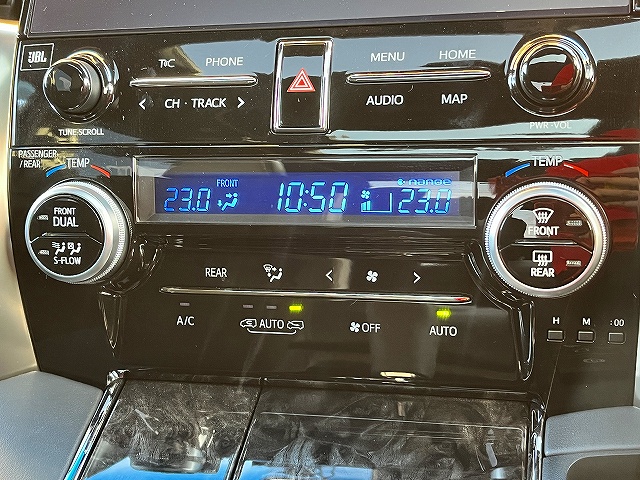 JBL
PHONE
CH · TRACK
TUNE·SCROLL
MENU HOME
AUDIO MAP
PWR·VOL
PASSENGER
/REAR
TEMP
TEMP
FRONT
23.0 10:50 23.0
nanoe
FRONT
DUAL
S-FLOW
FRONT
REAR
REAR
A/C AUTO OFF AUTO
H M :00